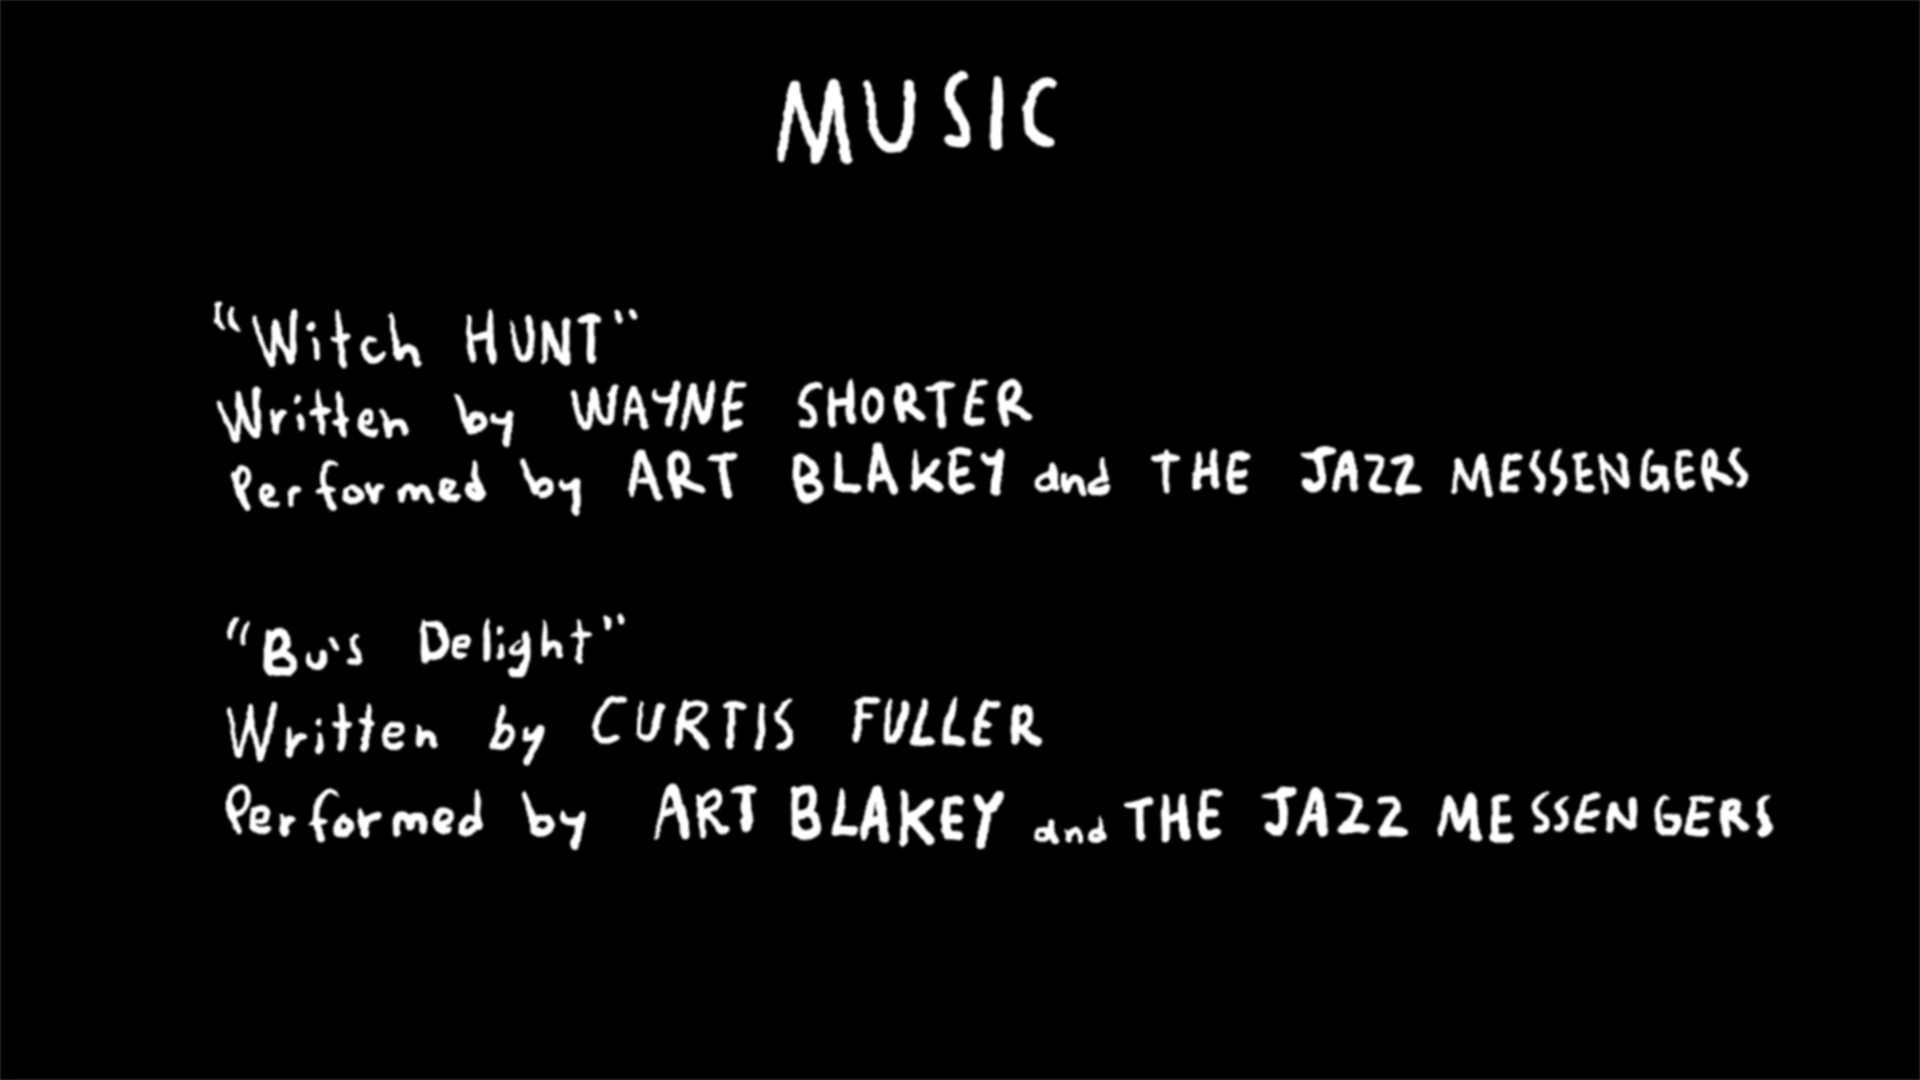 MUSIC
"Witch HUNT"
Written by WAYNE SHORTER
Performed by ART BLAKEY and THE JAZZ MESSENGERS
"Bu's Delight"
Written by CURTIS FULLER
Performed by ART BLAKEY and THE JAZZ MESSENGERS